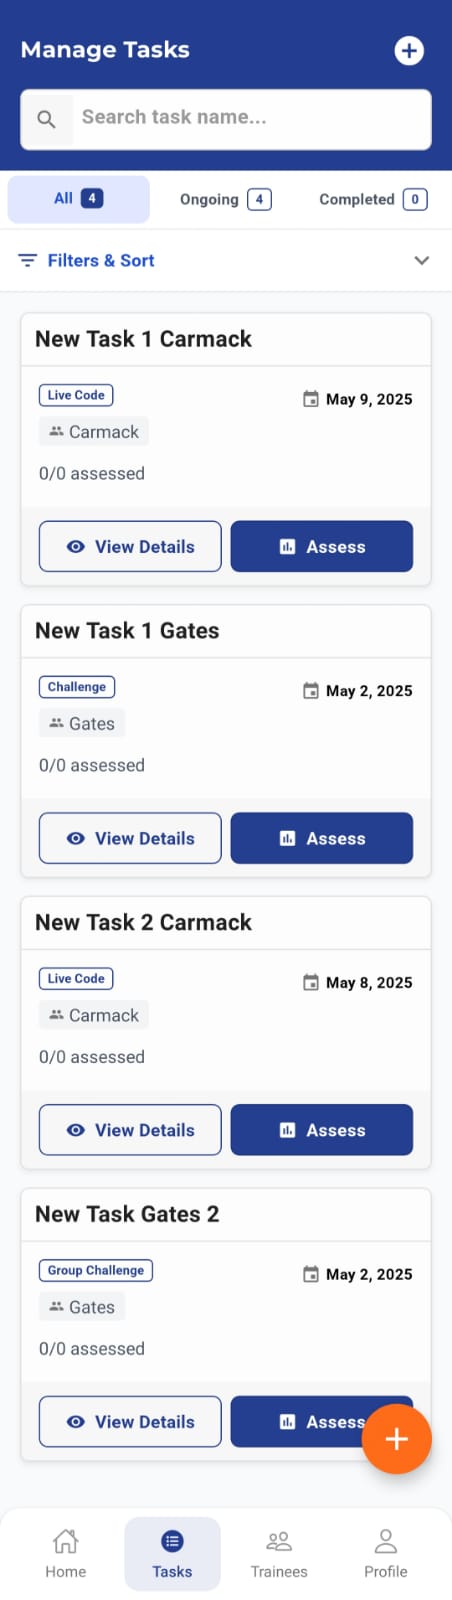 Manage Tasks
Search task name...
All 4 Ongoing 4 Completed 0
Filters & Sort
New Task 1 Carmack
Live Code May 9, 2025
Carmack
0/0 assessed
View Details Assess
New Task 1 Gates
Challenge May 2, 2025
Gates
0/0 assessed
View Details Assess
New Task 2 Carmack
Live Code May 8, 2025
Carmack
0/0 assessed
View Details Assess
New Task Gates 2
Group Challenge May 2, 2025
Gates
0/0 assessed
View Details Assess
Home Tasks Trainees Profile